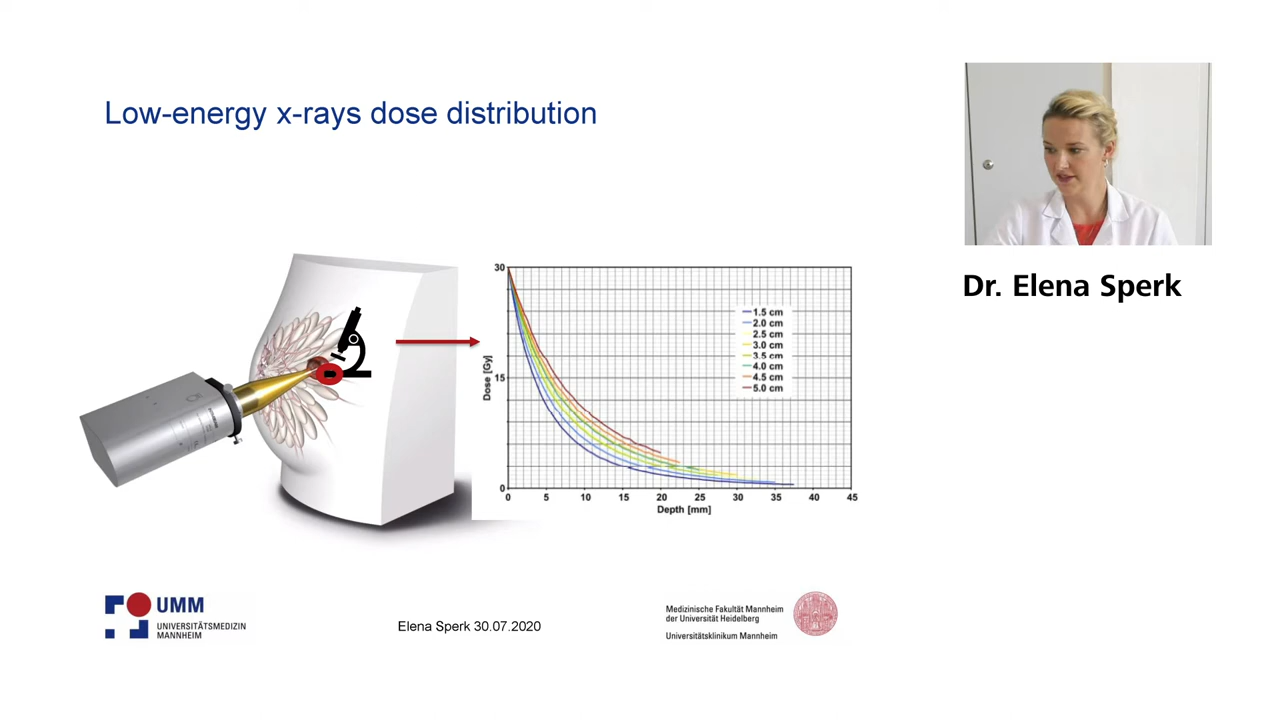 Low-energy x-rays dose distribution
Dr. Elena Sperk
30
15
0
Dose [Gy]
1.5 cm
2.0 cm
2.5 cm
3.0 cm
3.5 cm
4.0 cm
4.5 cm
5.0 cm
0 5 10 15 20 25 30 35 40 45
Depth [mm]
UMM
UNIVERSITÄTSMEDIZIN
MANNHEIM
Elena Sperk 30.07.2020
Medizinische Fakultät Mannheim
der Universität Heidelberg
Universitätsklinikum Mannheim